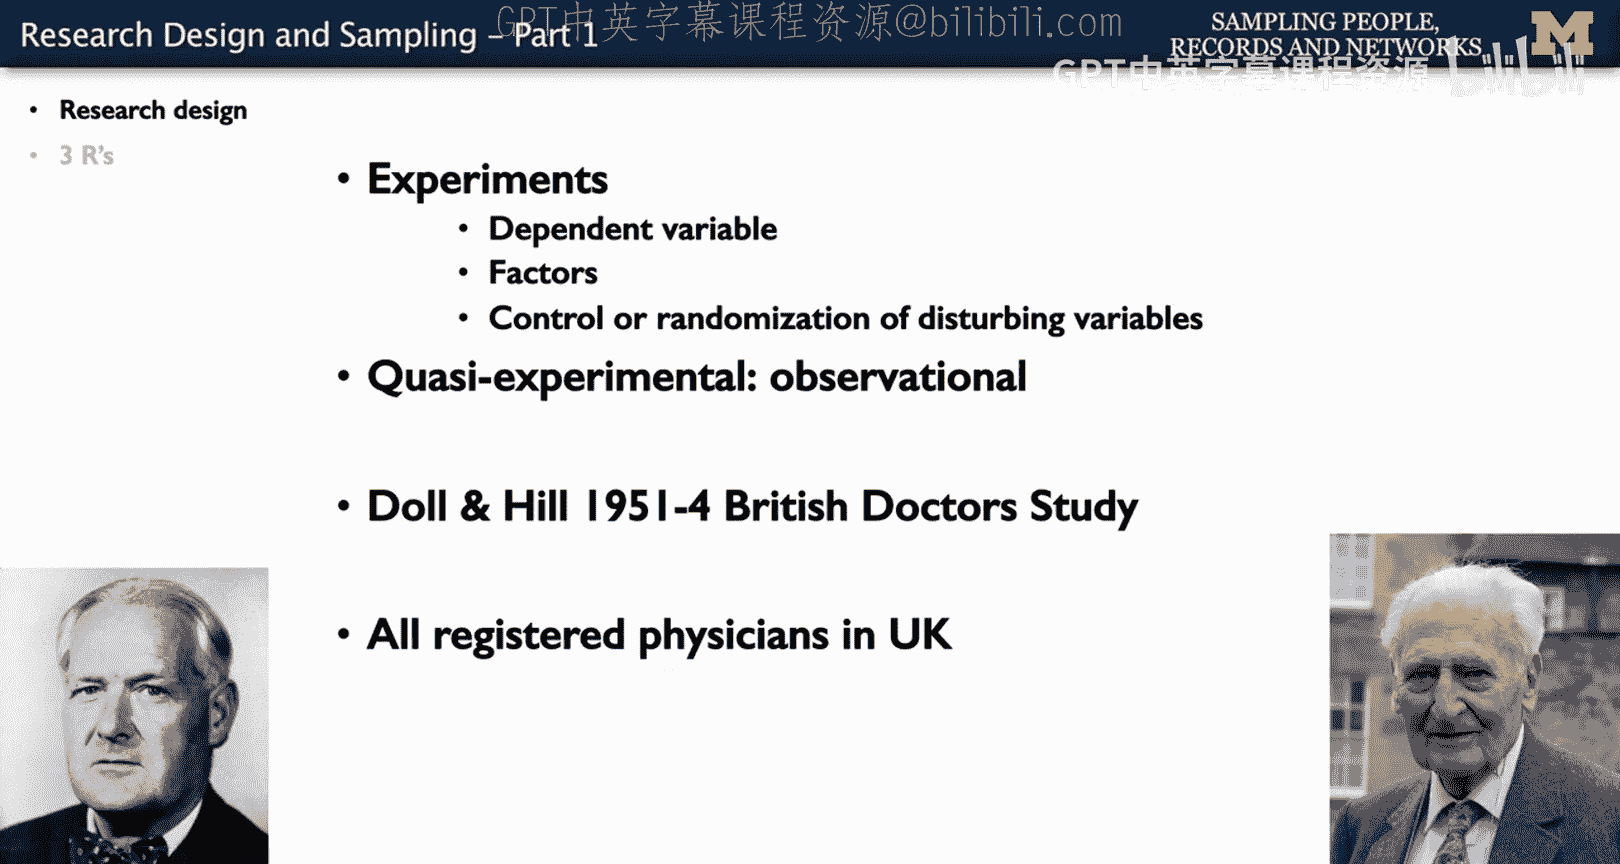 Research Design and Sampling – Part 1
GPT中英字幕课程资源@bilibili.com
SAMPLING PEOPLE,
RECORDS AND NETWORKS
M
GPT中英字幕课程资源
bilibili
• Research design
• 3 R's
• Experiments
• Dependent variable
• Factors
• Control or randomization of disturbing variables
• Quasi-experimental: observational
• Doll & Hill 1951-4 British Doctors Study
• All registered physicians in UK